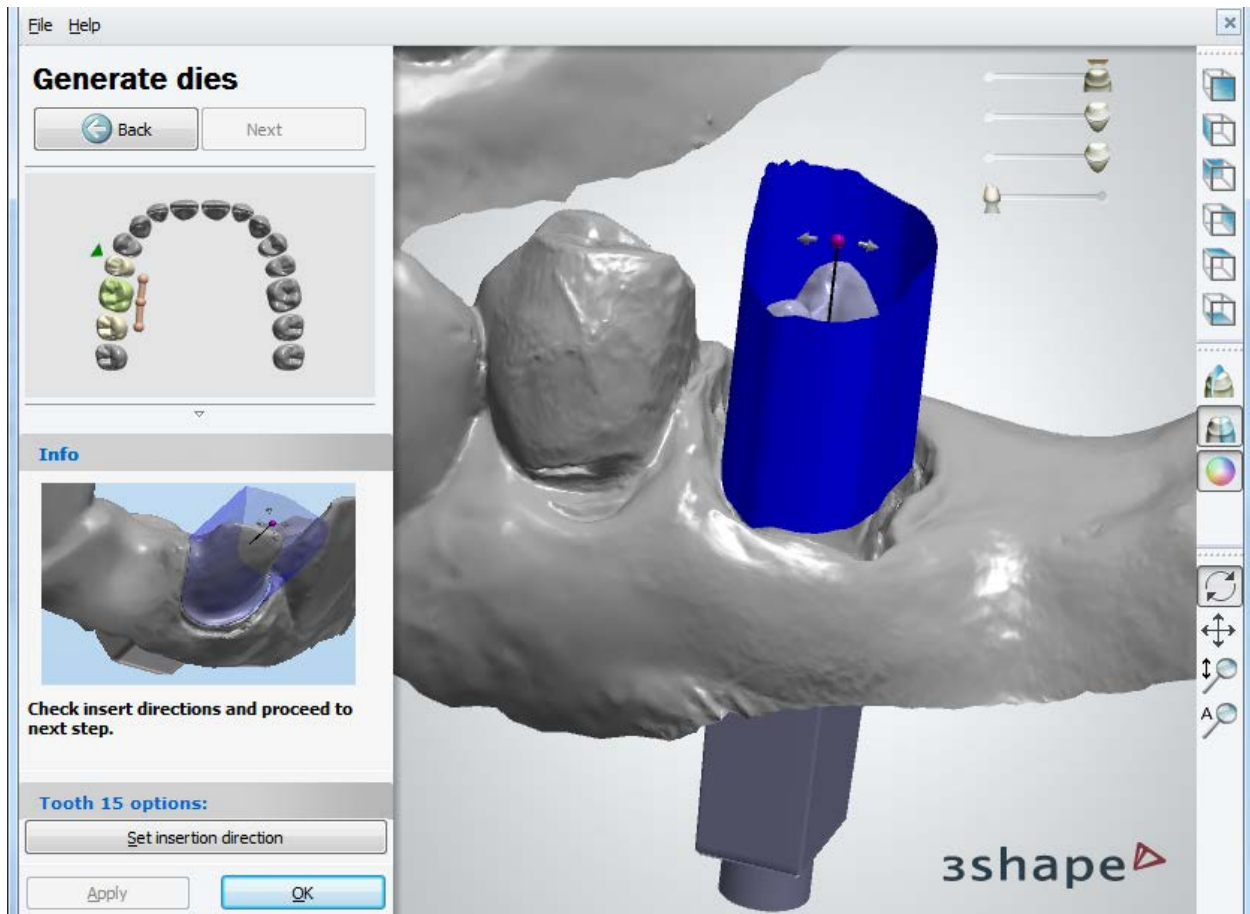 File Help
Generate dies
Back Next
Info
Check insert directions and proceed to
next step.
Tooth 15 options:
Set insertion direction
Apply OK
3shape
A